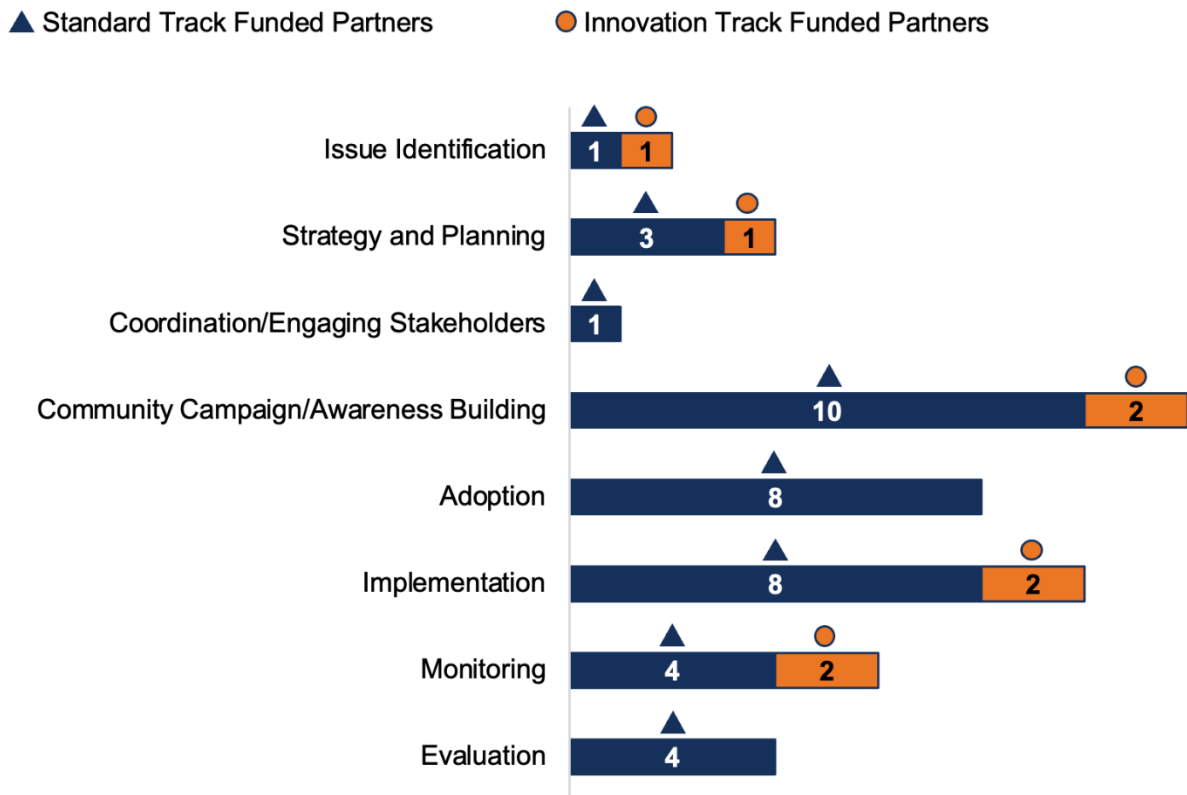 Standard Track Funded Partners
Innovation Track Funded Partners
Issue Identification
1
1
Strategy and Planning
3
1
Coordination/Engaging Stakeholders
1
Community Campaign/Awareness Building
10
2
Adoption
8
Implementation
8
2
Monitoring
4
2
Evaluation
4